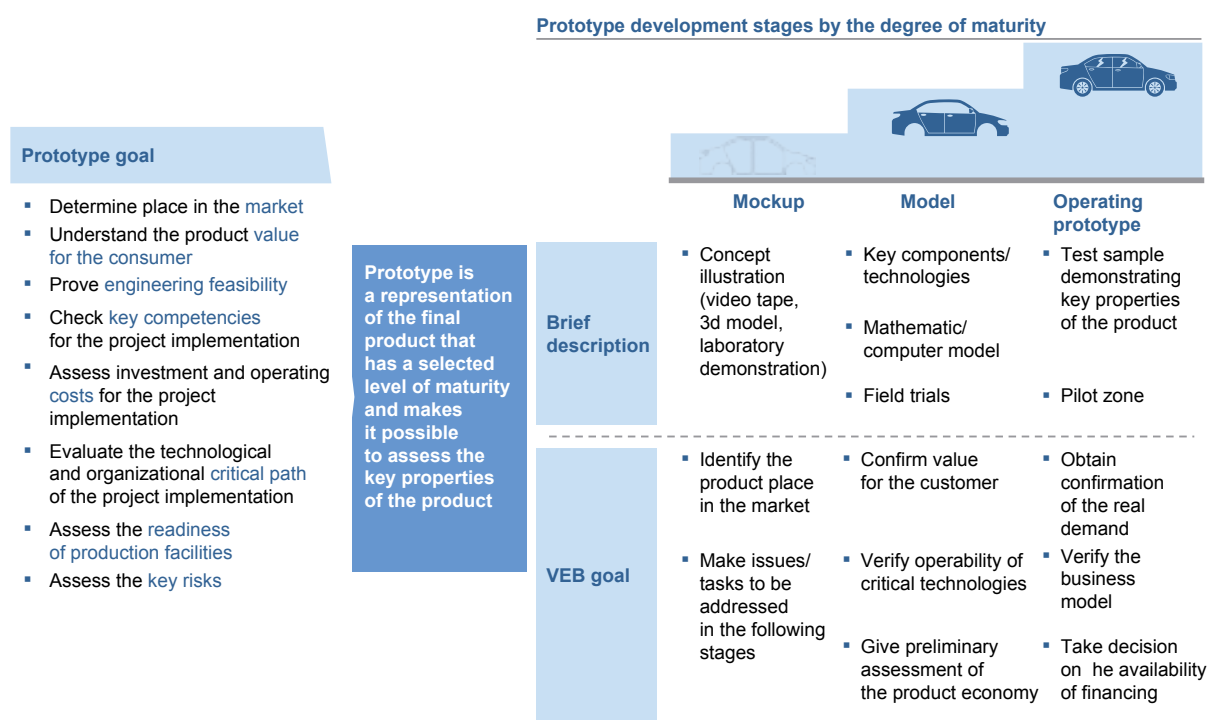 Prototype development stages by the degree of maturity
Prototype goal
▪ Determine place in the market
▪ Understand the product value
for the consumer
▪ Prove engineering feasibility
▪ Check key competencies
for the project implementation
▪ Assess investment and operating
costs for the project
implementation
▪ Evaluate the technological
and organizational critical path
of the project implementation
▪ Assess the readiness
of production facilities
▪ Assess the key risks
Prototype is
a representation
of the final
product that
has a selected
level of maturity
and makes
it possible
to assess the
key properties
of the product
Mockup
Model
Operating
prototype
Brief
description
▪ Concept
illustration
(video tape,
3d model,
laboratory
demonstration)
▪ Key components/
technologies
▪ Mathematic/
computer model
▪ Field trials
▪ Test sample
demonstrating
key properties
of the product
▪ Pilot zone
VEB goal
▪ Identify the
product place
in the market
▪ Make issues/
tasks to be
addressed
in the following
stages
▪ Confirm value
for the customer
▪ Verify operability of
critical technologies
▪ Give preliminary
assessment of
the product economy
▪ Obtain
confirmation
of the real
demand
▪ Verify the
business
model
▪ Take decision
on he availability
of financing